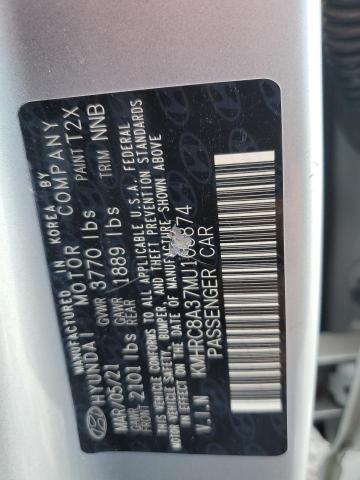 MANUFACTURED IN KOREA BY
HYUNDAI MOTOR COMPANY
MAR/05/21 GVWR 3770 lbs PAINT T2X
GAWR FRONT 2101 lbs GAWR REAR 1889 lbs TRIM NNB
THIS VEHICLE CONFORMS TO ALL APPLICABLE U.S.A. FEDERAL
MOTOR VEHICLE SAFETY, BUMPER, AND THEFT PREVENTION STANDARDS
IN EFFECT ON THE DATE OF MANUFACTURE SHOWN ABOVE.
KMHRC8A37MU
V.I.N PASSENGER CAR